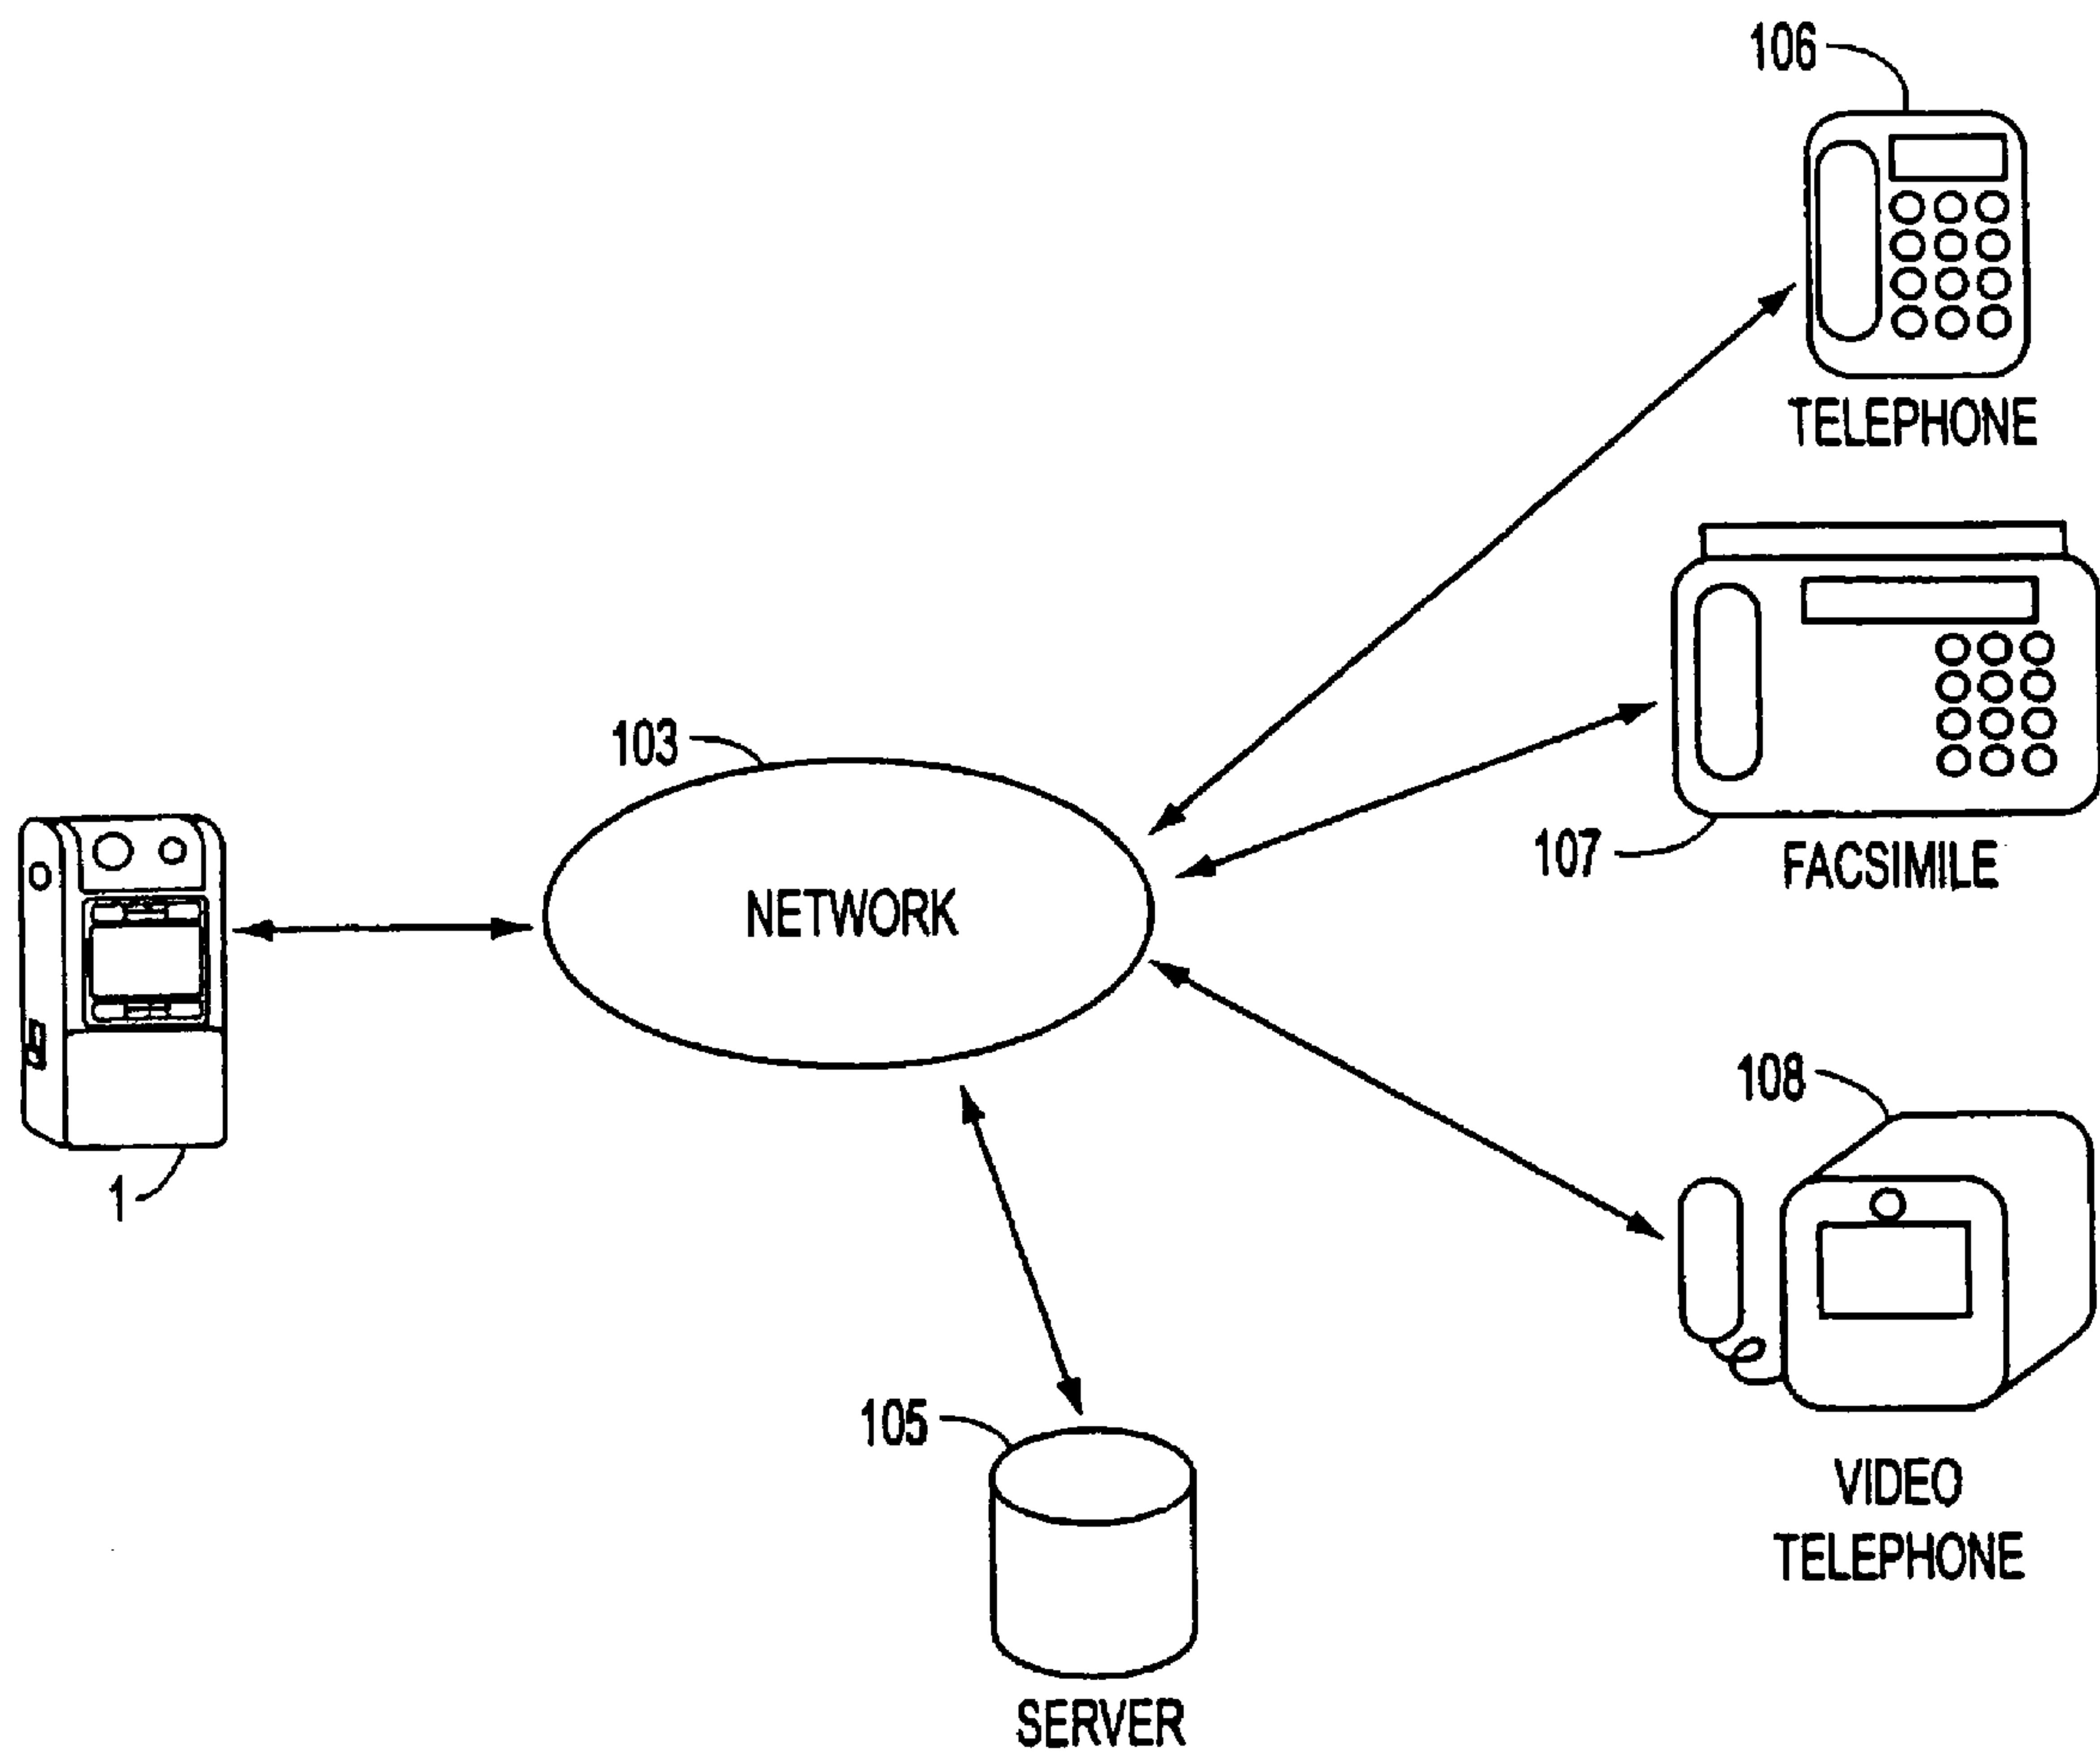 106
TELEPHONE
103
107
FACSIMILE
NETWORK
1
108
105
VIDEO
TELEPHONE
SERVER